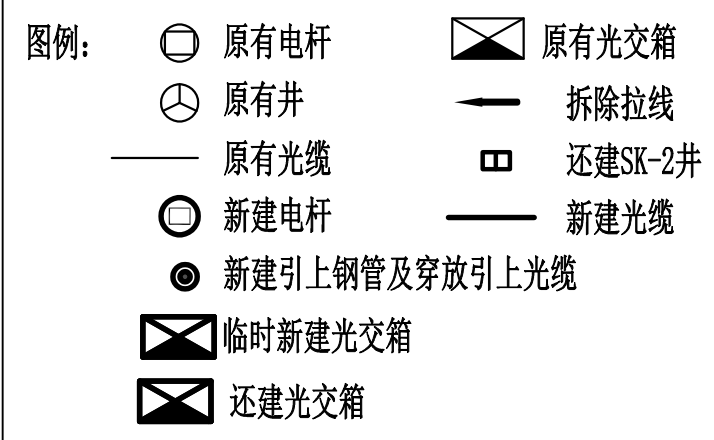 图例: 原有电杆 原有光交箱
原有井 拆除拉线
原有光缆 还建SK-2井
新建电杆 新建光缆
新建引上钢管及穿放引上光缆
临时新建光交箱
还建光交箱